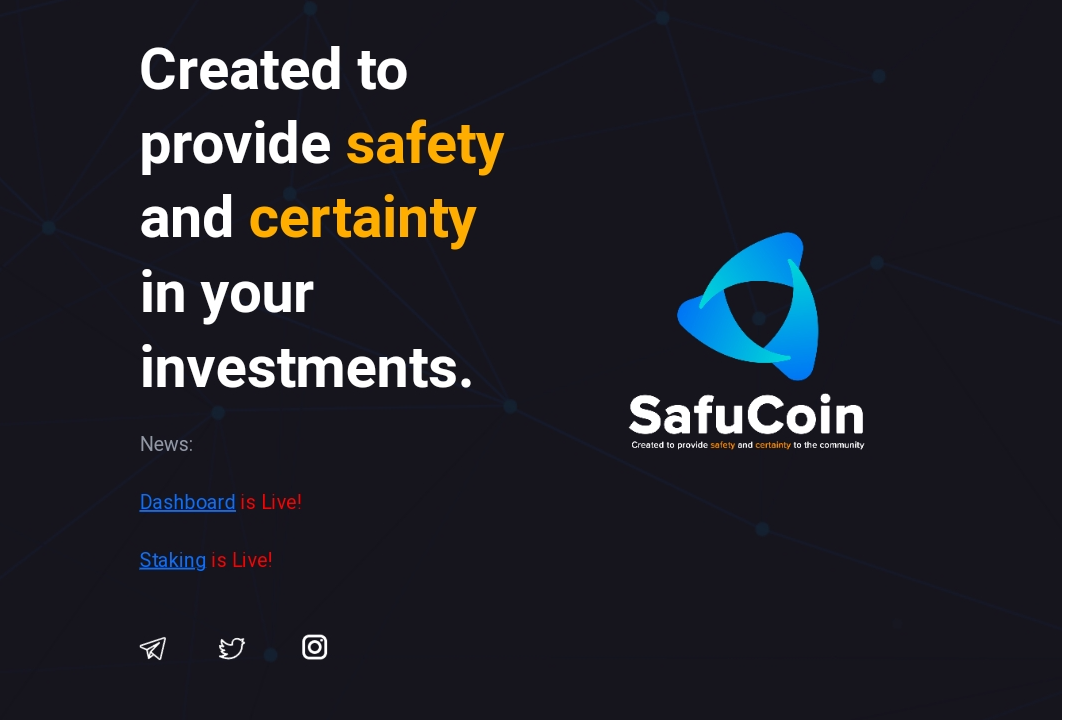 Created to
provide safety
and certainty
in your
investments.
News:
Dashboard is Live!
Staking is Live!
SafuCoin
Created to provide safety and certainty to the community